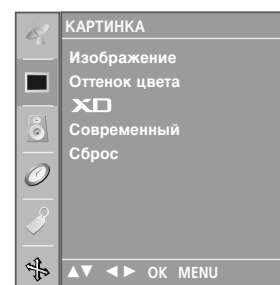 КАРТИНКА
Изображение
Оттенок цвета
XD
Современный
Сброс
▲▼ ◄► OK MENU